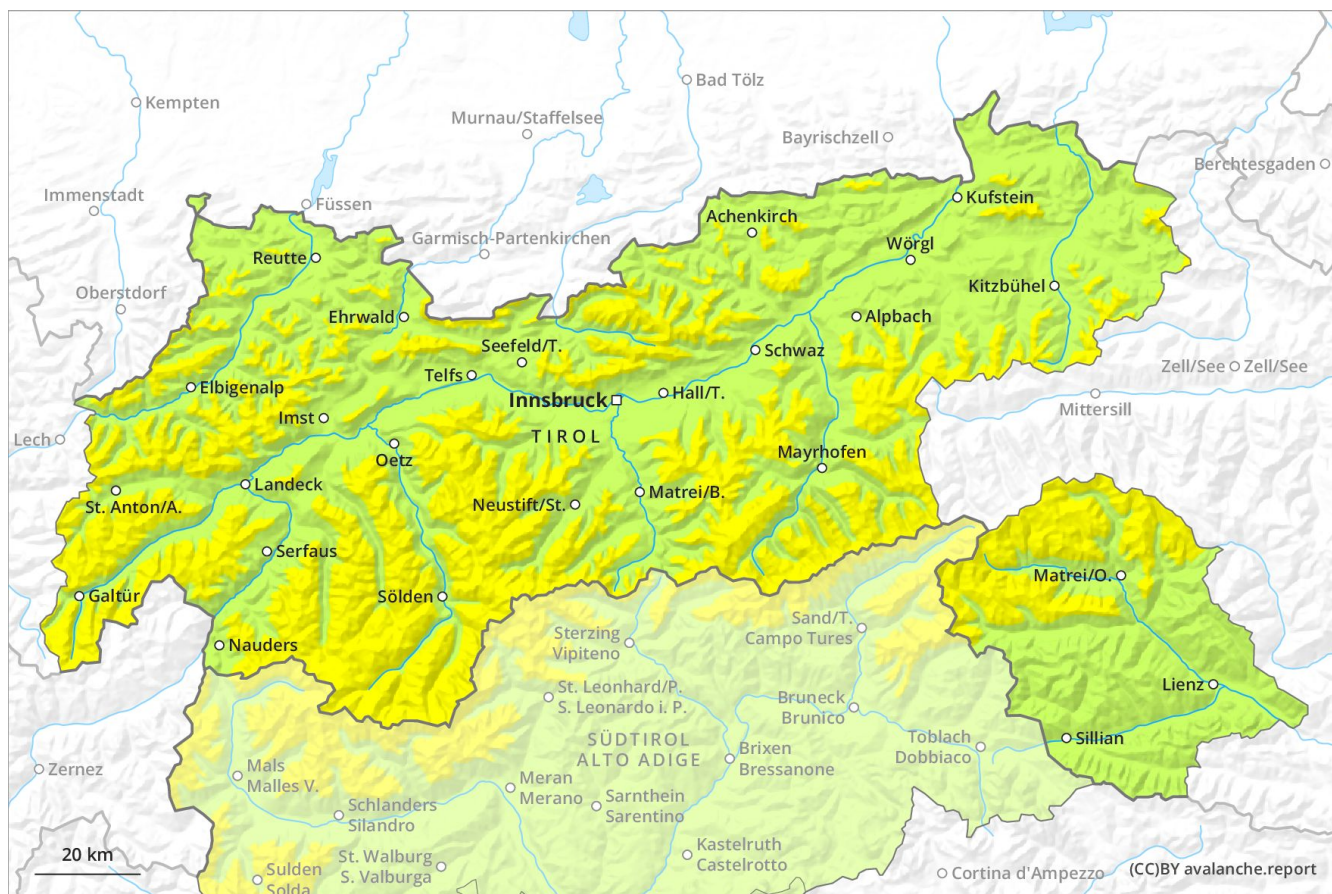 Kempten
Bad Tölz
Murnau/Staffelsee
Bayrischzell
Berchtesgaden
Immenstadt
Füssen
Kufstein
Achenkirch
Garmisch-Partenkirchen
Wörgl
Reutte
Oberstdorf
Kitzbühel
Ehrwald
Alpbach
Seefeld/T.
Schwaz
Zell/See
Zell/See
Telfs
Elbigenalp
Innsbruck
Hall/T.
Mittersill
Imst
Lech
TIROL
Oetz
Mayrhofen
Landeck
St. Anton/A.
Neustift/St.
Matrei/B.
Serfaus
Matrei/O.
Galtür
Sölden
Sand/T.
Campo Tures
Sterzing
Vipiteno
Nauders
Lienz
St. Leonhard/P.
S. Leonardo i. P.
Bruneck
Brunico
Sillian
SÜDTIROL
ALTO ADIGE
Toblach
Dobbiaco
Brixen
Bressanone
Zernez
Mals
Malles V.
Meran
Merano
Sarnthein
Sarentino
Schlanders
Silandro
Kastelruth
Castelrotto
20 km
St. Walburg
S. Valburga
Sulden
Solda
Cortina d'Ampezzo
(CC)BY avalanche.report